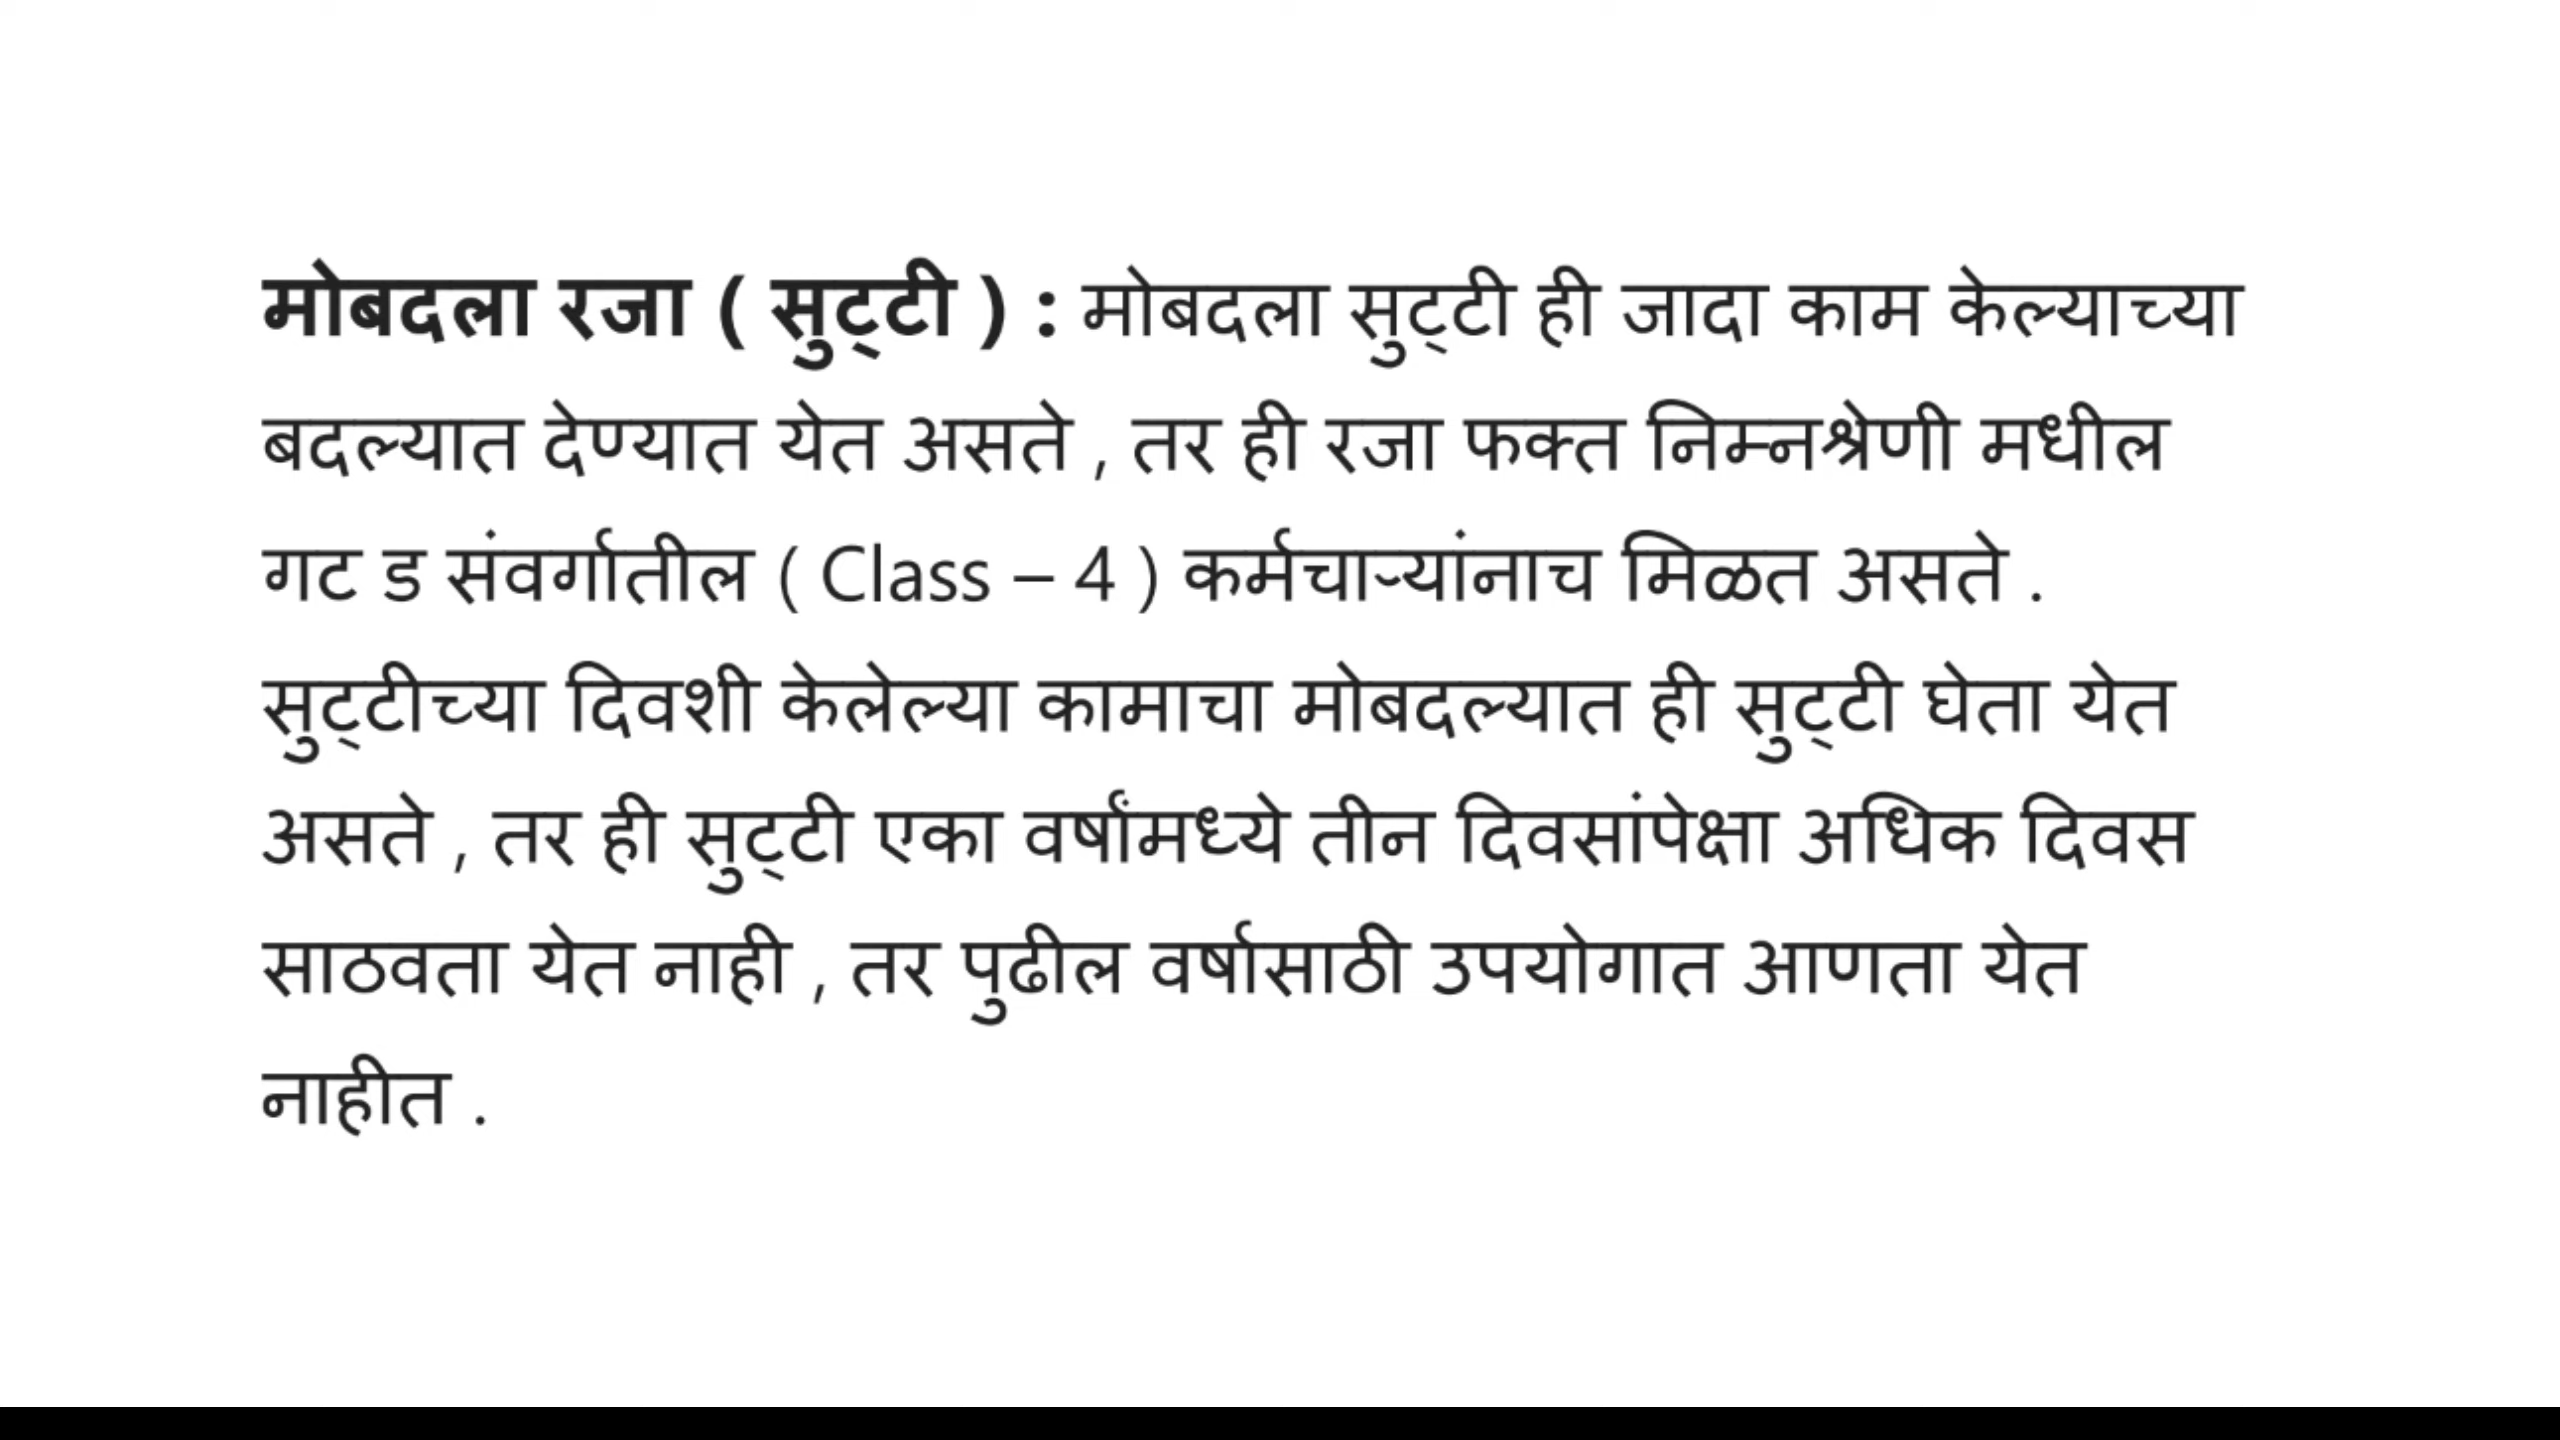 मोबदला रजा ( सुट्टी ) : मोबदला सुट्टी ही जादा काम केल्याच्या
बदल्यात देण्यात येत असते , तर ही रजा फक्त निम्नश्रेणी मधील
गट ड संवर्गातील ( Class – 4 ) कर्मचाऱ्यांनाच मिळत असते .
सुट्टीच्या दिवशी केलेल्या कामाचा मोबदल्यात ही सुट्टी घेता येत
असते , तर ही सुट्टी एका वर्षांमध्ये तीन दिवसांपेक्षा अधिक दिवस
साठवता येत नाही , तर पुढील वर्षासाठी उपयोगात आणता येत
नाहीत .